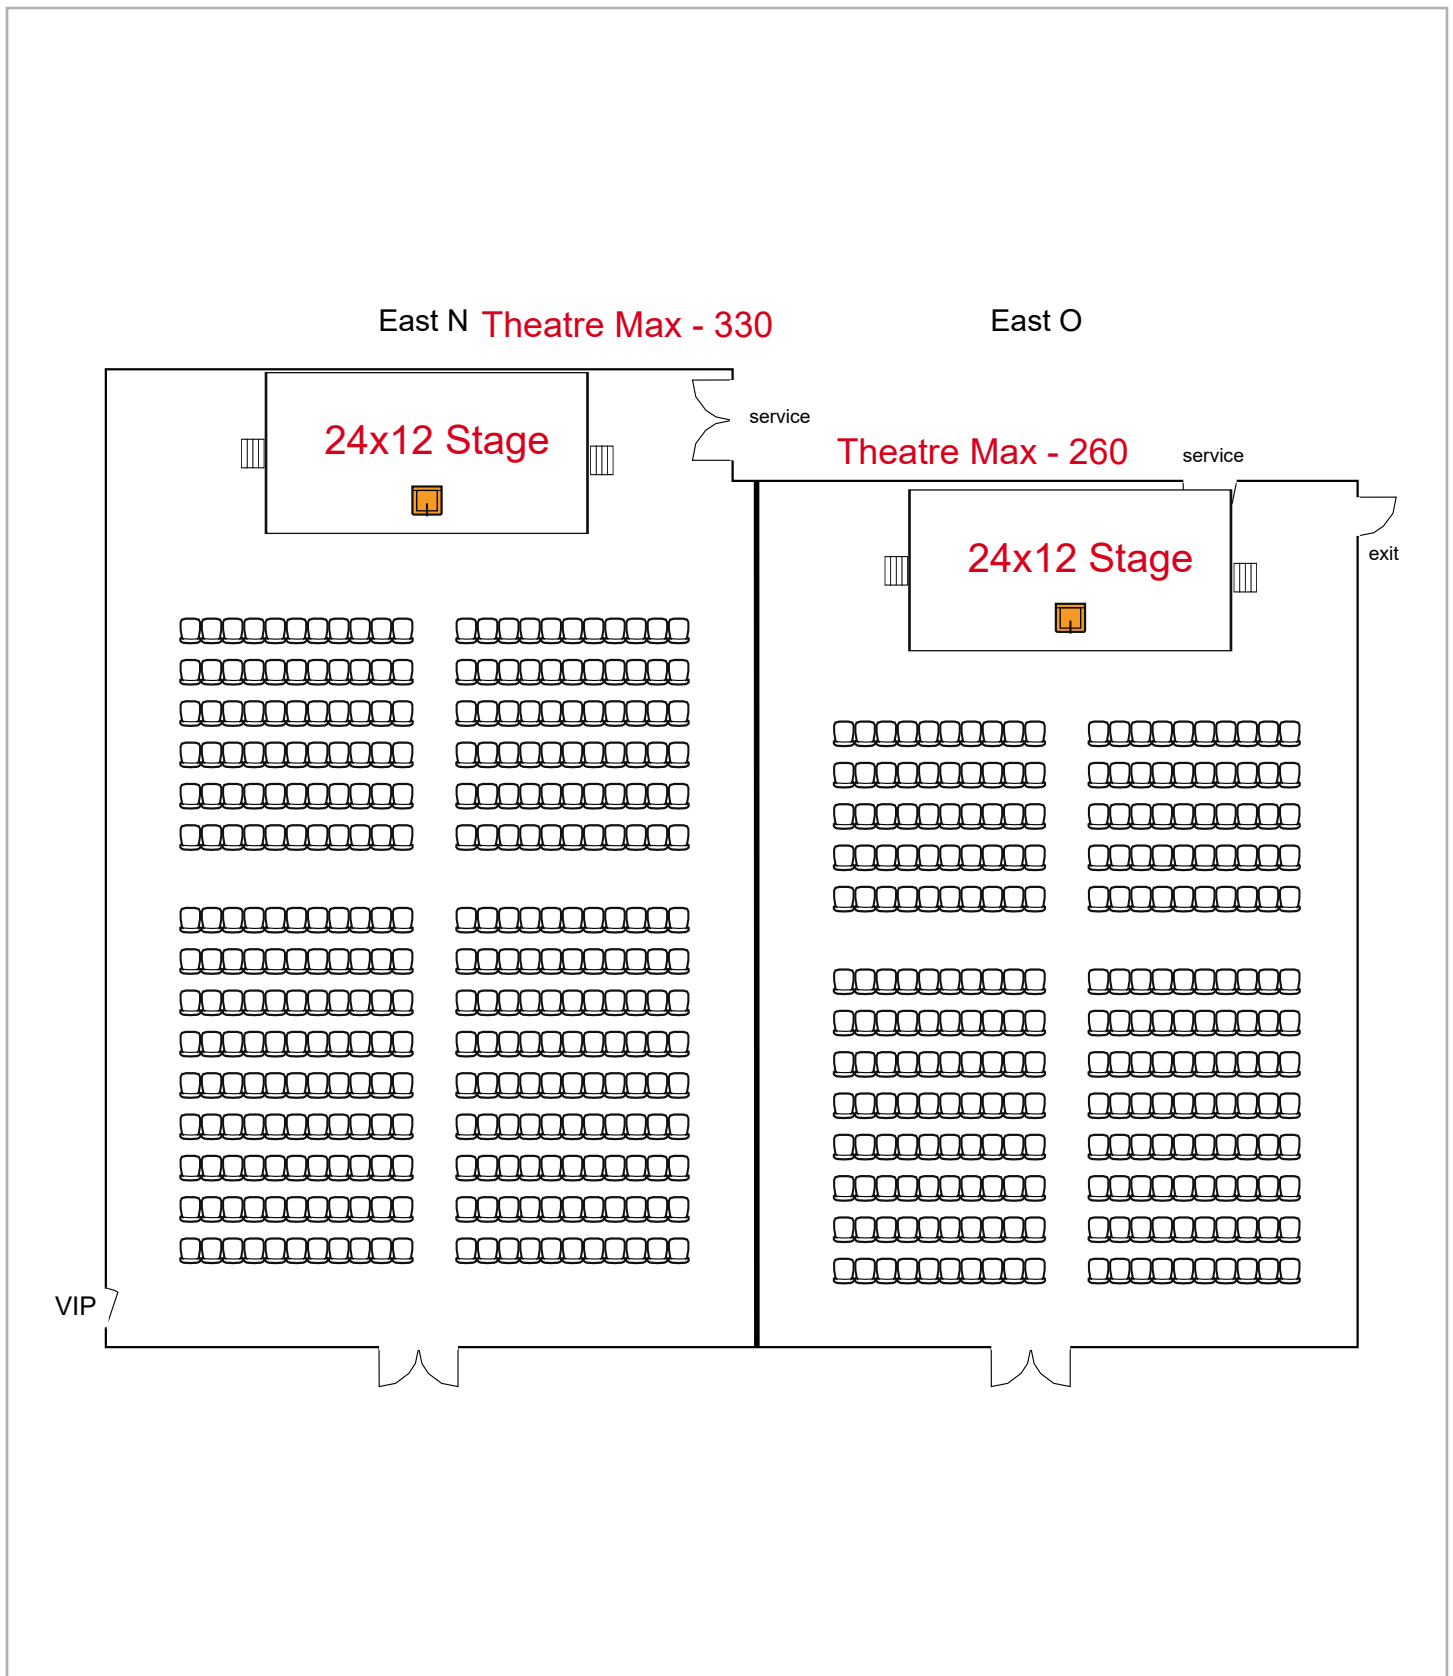 East N Theatre Max - 330
East O
24x12 Stage
service
Theatre Max - 260
service
24x12 Stage
exit
VIP